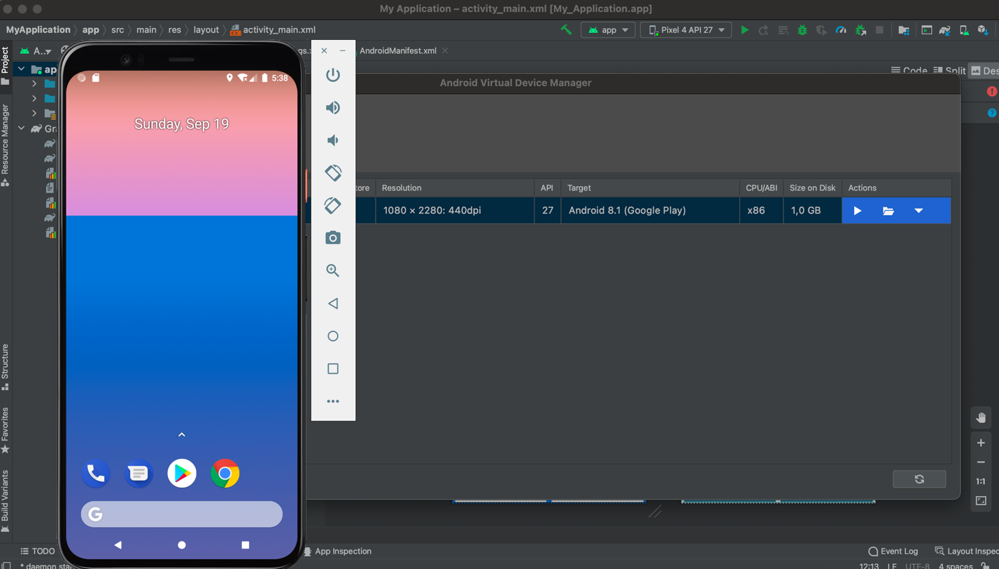 My Application – activity_main.xml [My_Application.app]
MyApplication app src main res layout activity_main.xml
app Pixel 4 API 27
A.. AndroidManifest.xml
Code Split Des
Project
Resource Manager
Structure
Favorites
Build Variants
ap
Gra
5:38
Sunday, Sep 19
G
Android Virtual Device Manager
tore Resolution API Target CPU/ABI Size on Disk Actions
1080 × 2280: 440dpi 27 Android 8.1 (Google Play) x86 1,0 GB
1:1
TODO App Inspection Event Log Layout Inspec
* daemon sta 12:13 LF UTF-8 4 spaces